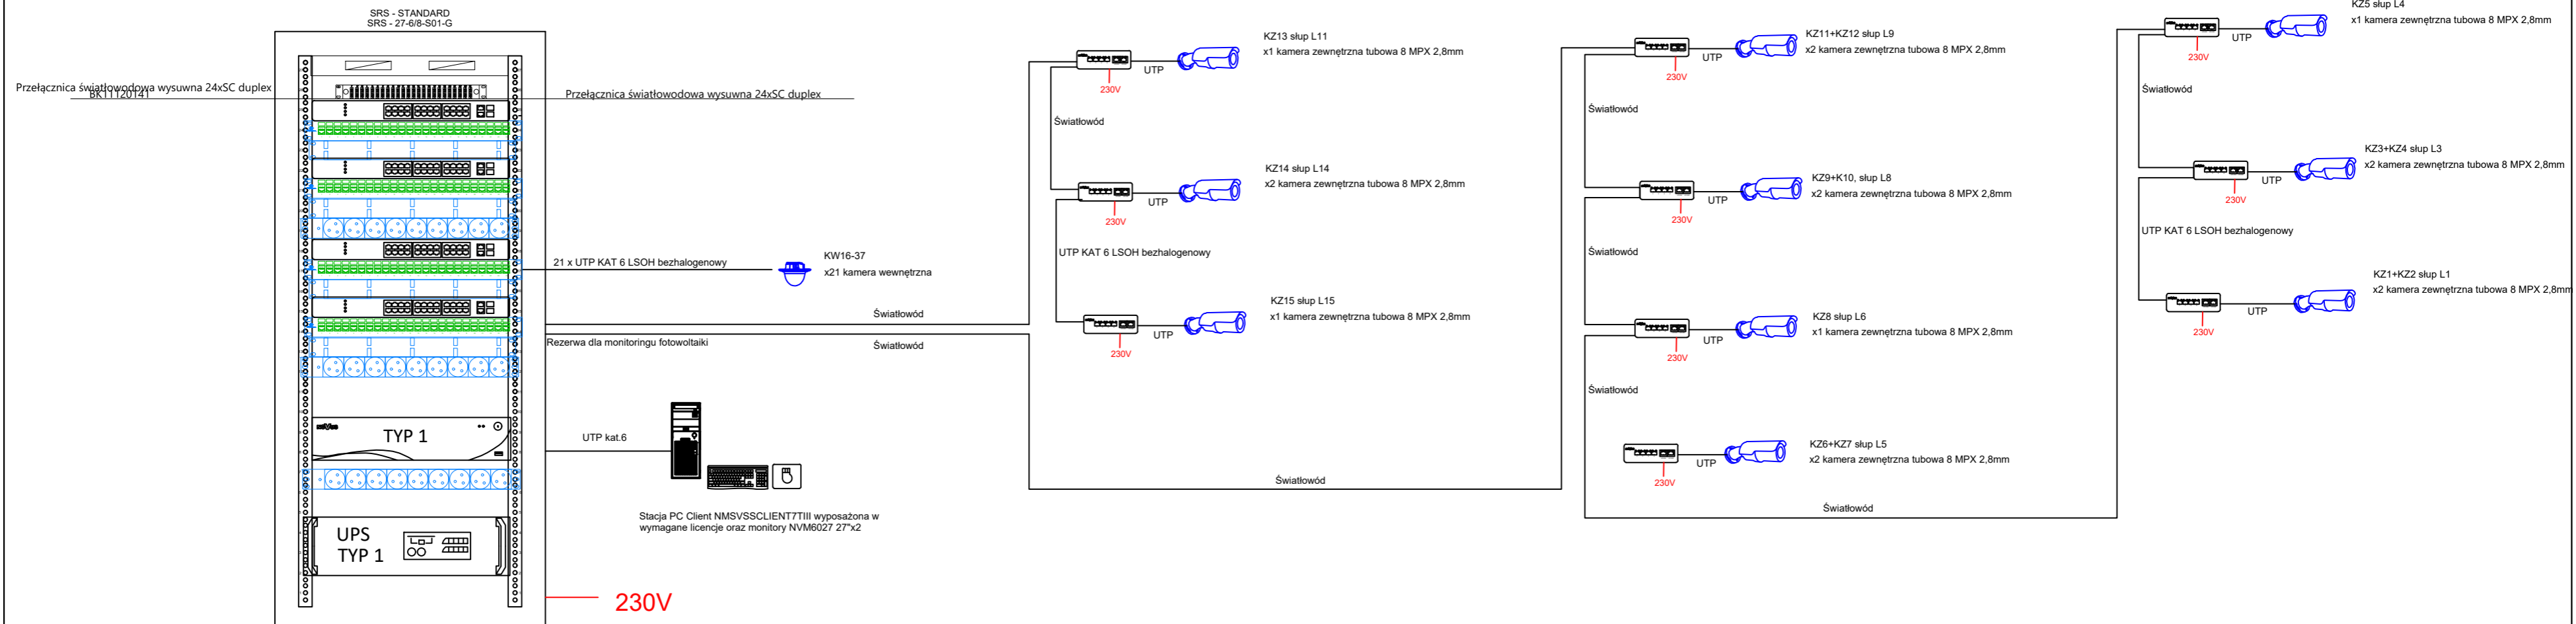 SRS - STANDARD
SRS - 27-6/8-S01-G
Przełącznica światłowodowa wysuwna 24xSC duplex
BK11120141
Przełącznica światłowodowa wysuwna 24xSC duplex
21 x UTP KAT 6 LSOH bezhalogenowy
KW16-37
x21 kamera wewnętrzna
Światłowód
Rezerwa dla monitoringu fotowoltaiki
Światłowód
TYP 1
UTP kat.6
Stacja PC Client NMSVSSCLIENT7TIII wyposażona w
wymagane licencje oraz monitory NVM6027 27"x2
UPS
TYP 1
230V
KZ13 słup L11
x1 kamera zewnętrzna tubowa 8 MPX 2,8mm
UTP
230V
Światłowód
KZ14 słup L14
x2 kamera zewnętrzna tubowa 8 MPX 2,8mm
UTP
230V
UTP KAT 6 LSOH bezhalogenowy
KZ15 słup L15
x1 kamera zewnętrzna tubowa 8 MPX 2,8mm
UTP
230V
Światłowód
KZ11+KZ12 słup L9
x2 kamera zewnętrzna tubowa 8 MPX 2,8mm
UTP
230V
Światłowód
KZ9+K10, słup L8
x2 kamera zewnętrzna tubowa 8 MPX 2,8mm
UTP
230V
Światłowód
KZ8 słup L6
x1 kamera zewnętrzna tubowa 8 MPX 2,8mm
UTP
230V
Światłowód
KZ6+KZ7 słup L5
x2 kamera zewnętrzna tubowa 8 MPX 2,8mm
UTP
230V
Światłowód
KZ5 słup L4
x1 kamera zewnętrzna tubowa 8 MPX 2,8mm
UTP
230V
Światłowód
KZ3+KZ4 słup L3
x2 kamera zewnętrzna tubowa 8 MPX 2,8mm
UTP
230V
UTP KAT 6 LSOH bezhalogenowy
KZ1+KZ2 słup L1
x2 kamera zewnętrzna tubowa 8 MPX 2,8mm
UTP
230V